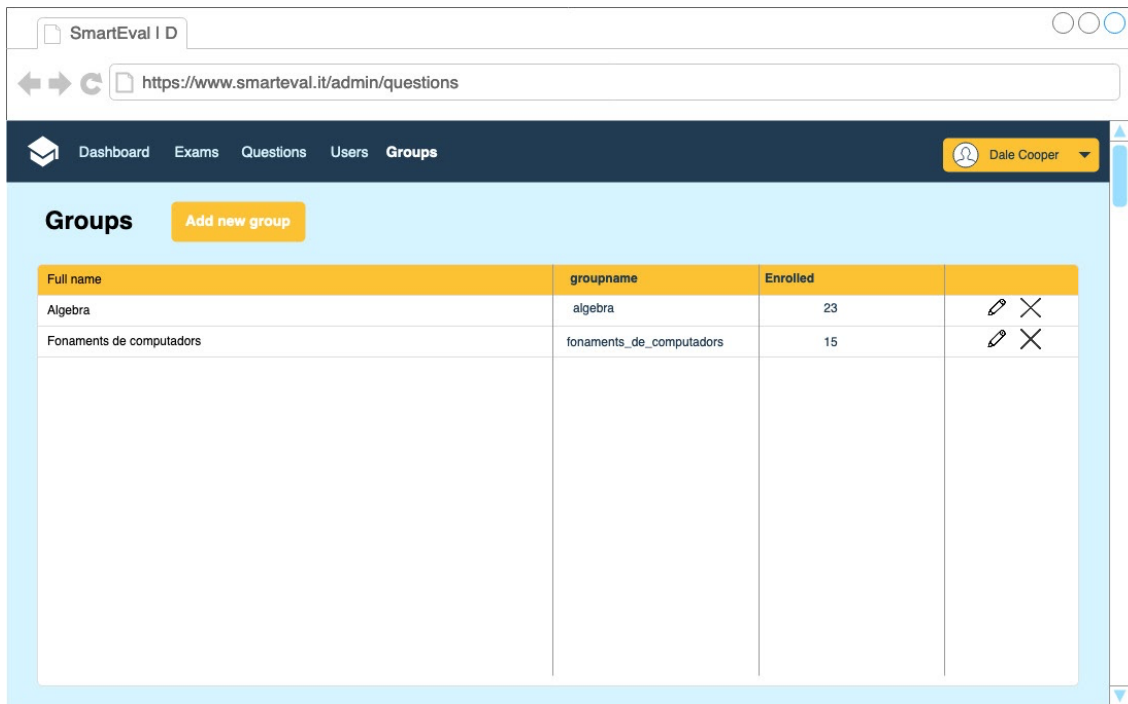 SmartEval I D
https://www.smarteval.it/admin/questions
Dashboard Exams Questions Users Groups Dale Cooper
Groups Add new group
Full name groupname Enrolled
Algebra algebra 23
Fonaments de computadors fonaments_de_computadors 15